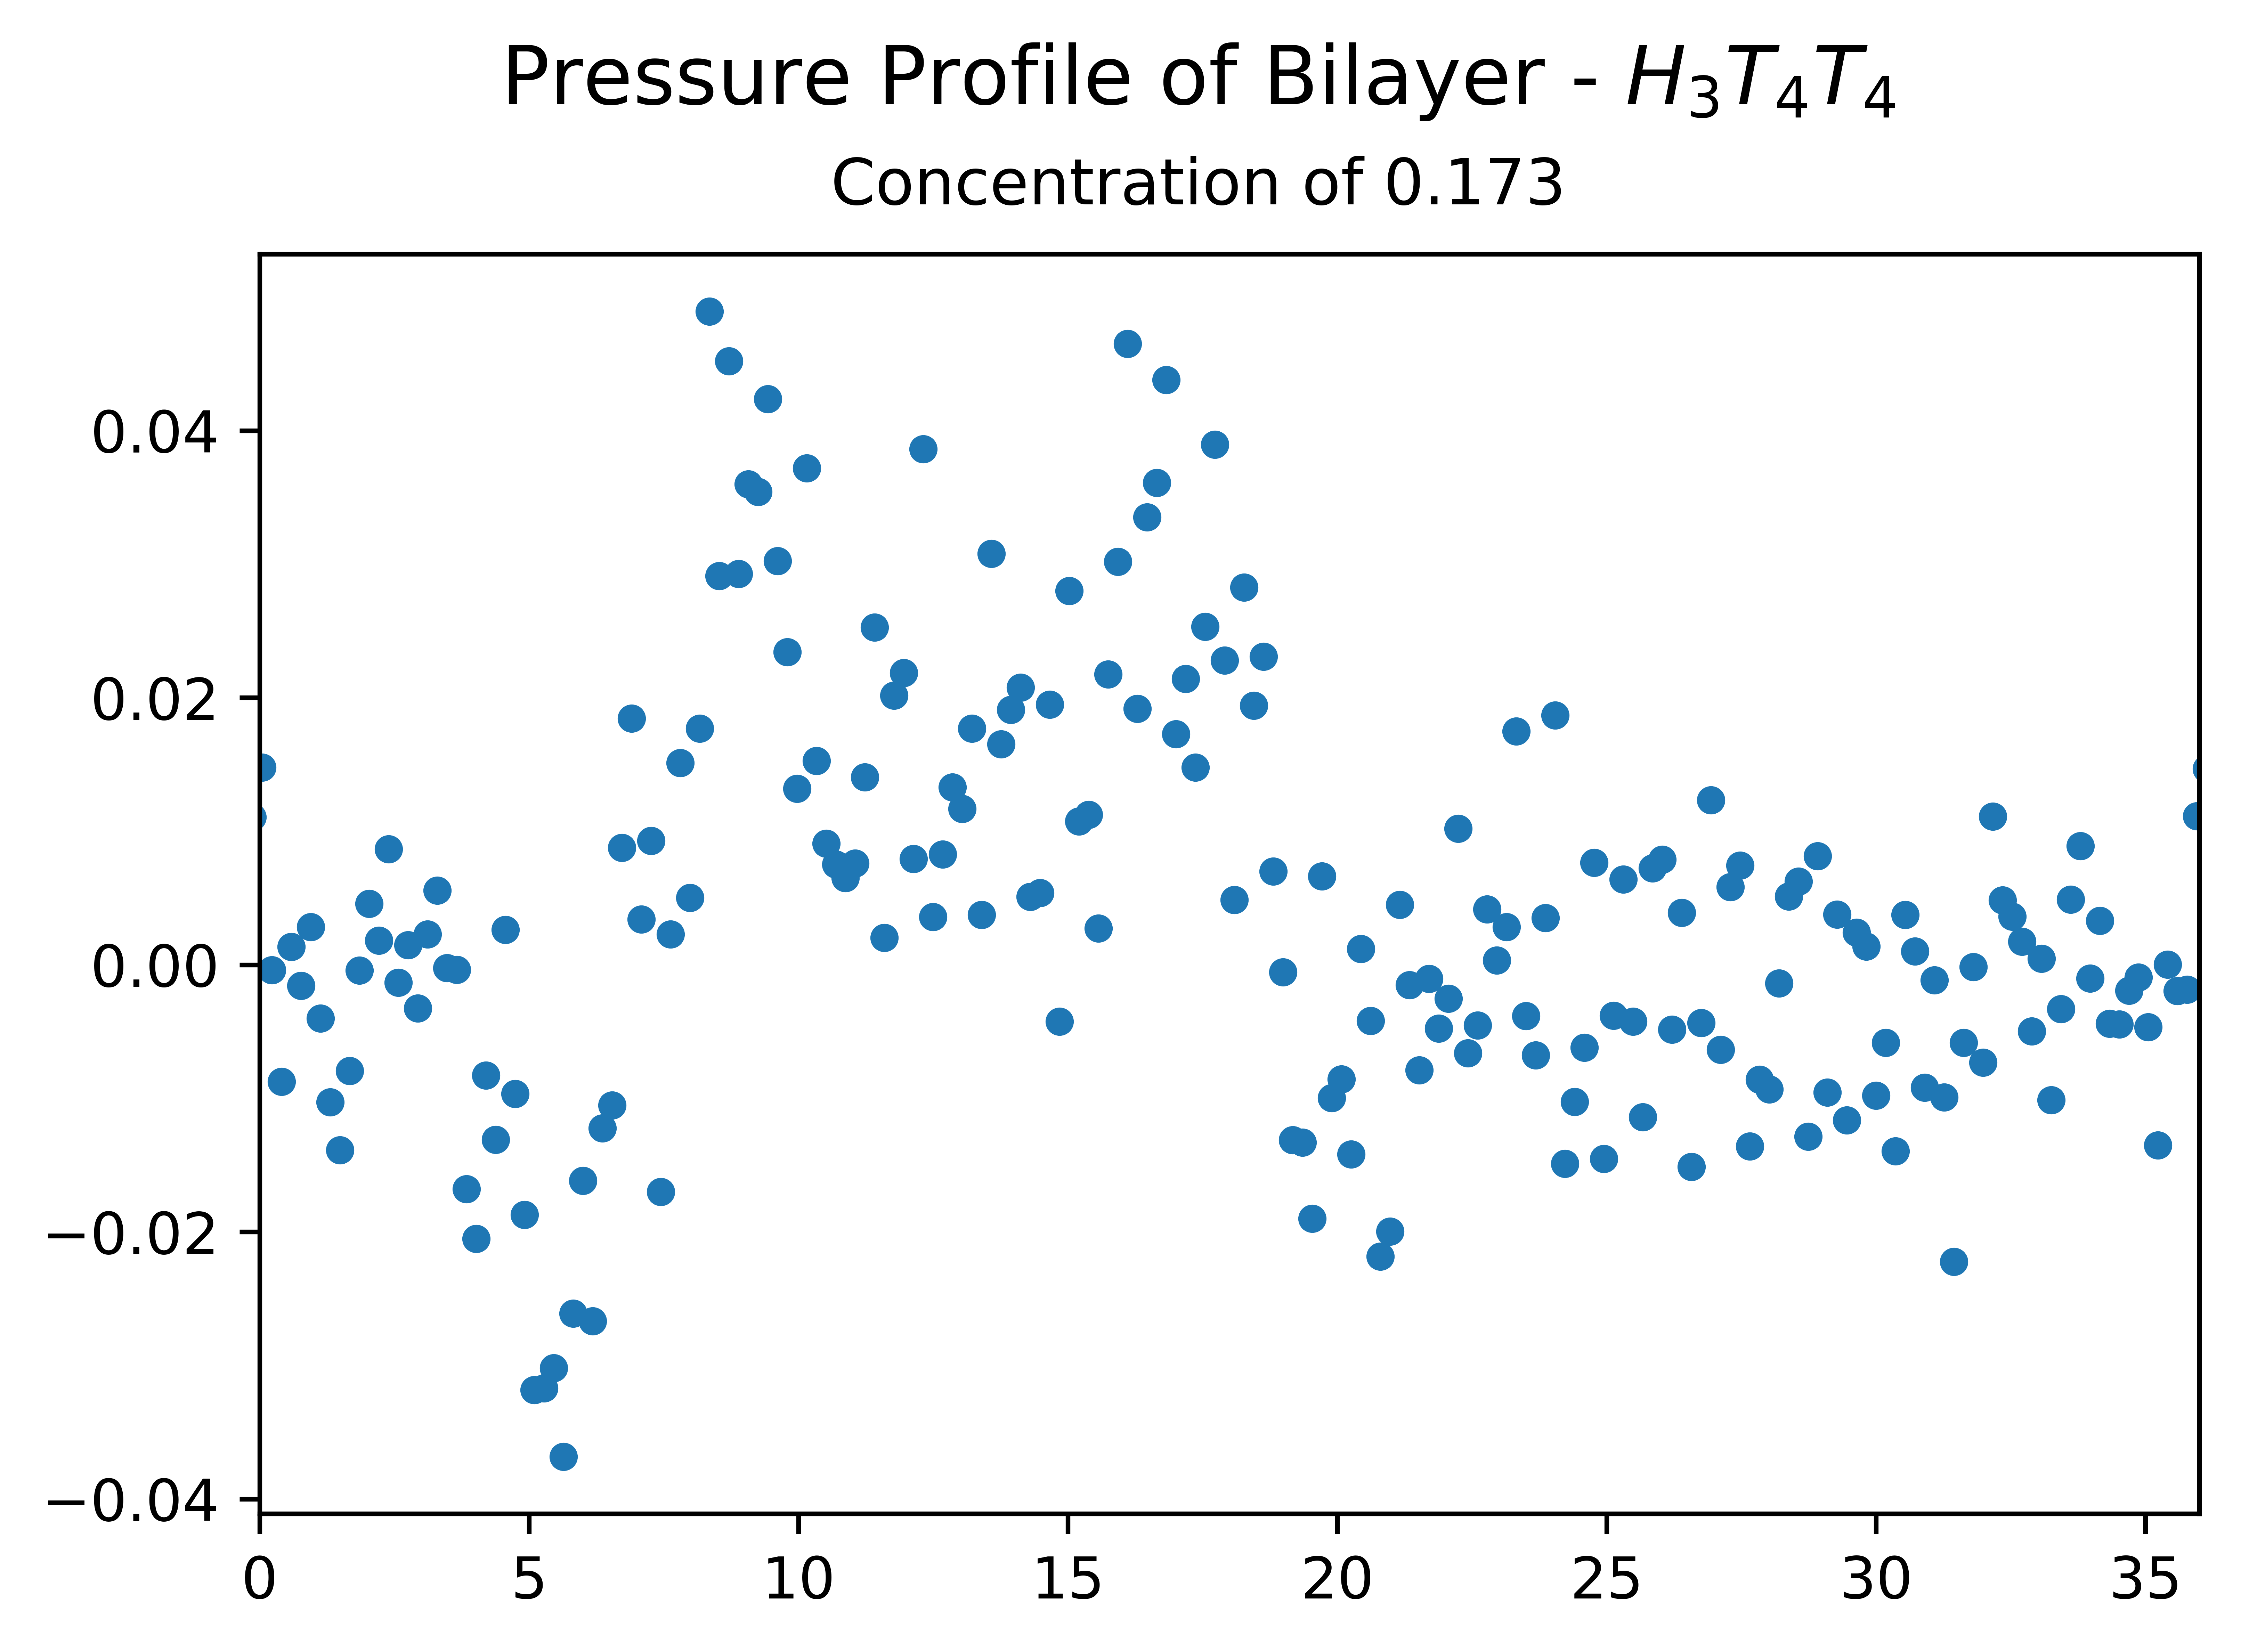 Pressure Profile of Bilayer - H₃T₄T₄
Concentration of 0.173
0.04
0.02
0.00
−0.02
−0.04
0 5 10 15 20 25 30 35